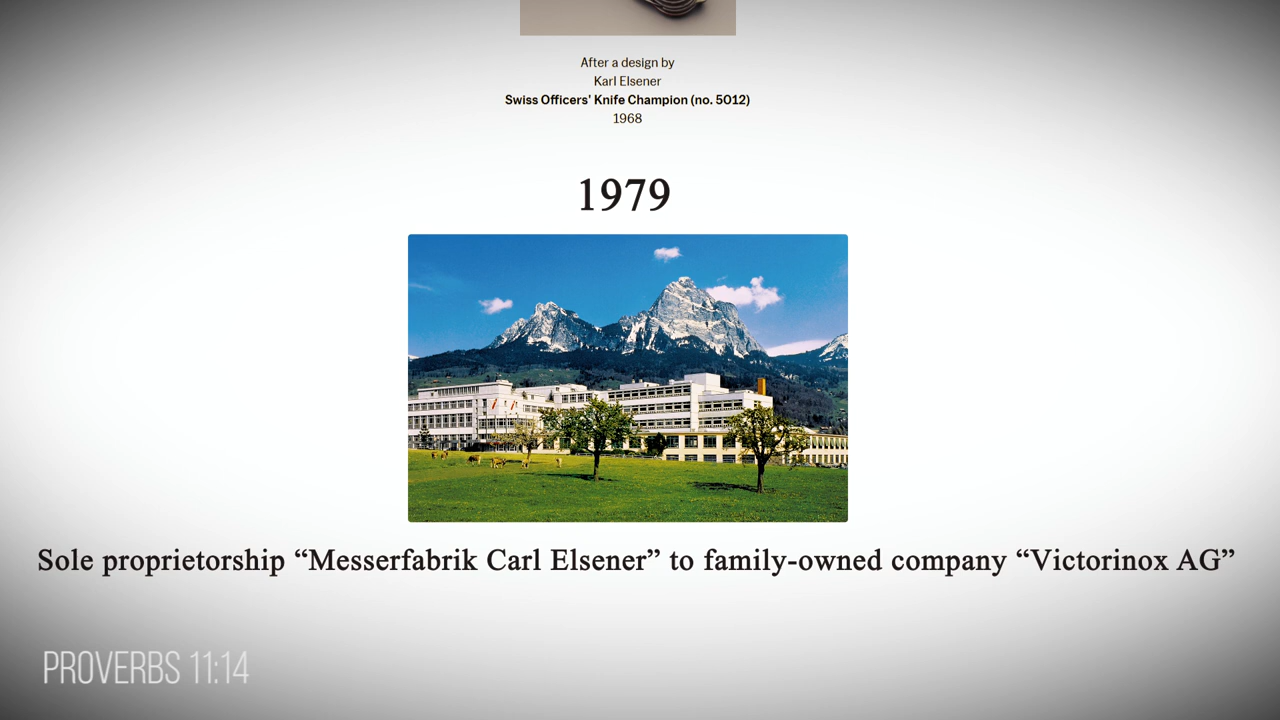 After a design by
Karl Elsener
Swiss Officers' Knife Champion (no. 5012)
1968
1979
Sole proprietorship “Messerfabrik Carl Elsener” to family-owned company “Victorinox AG”
PROVERBS 11:14